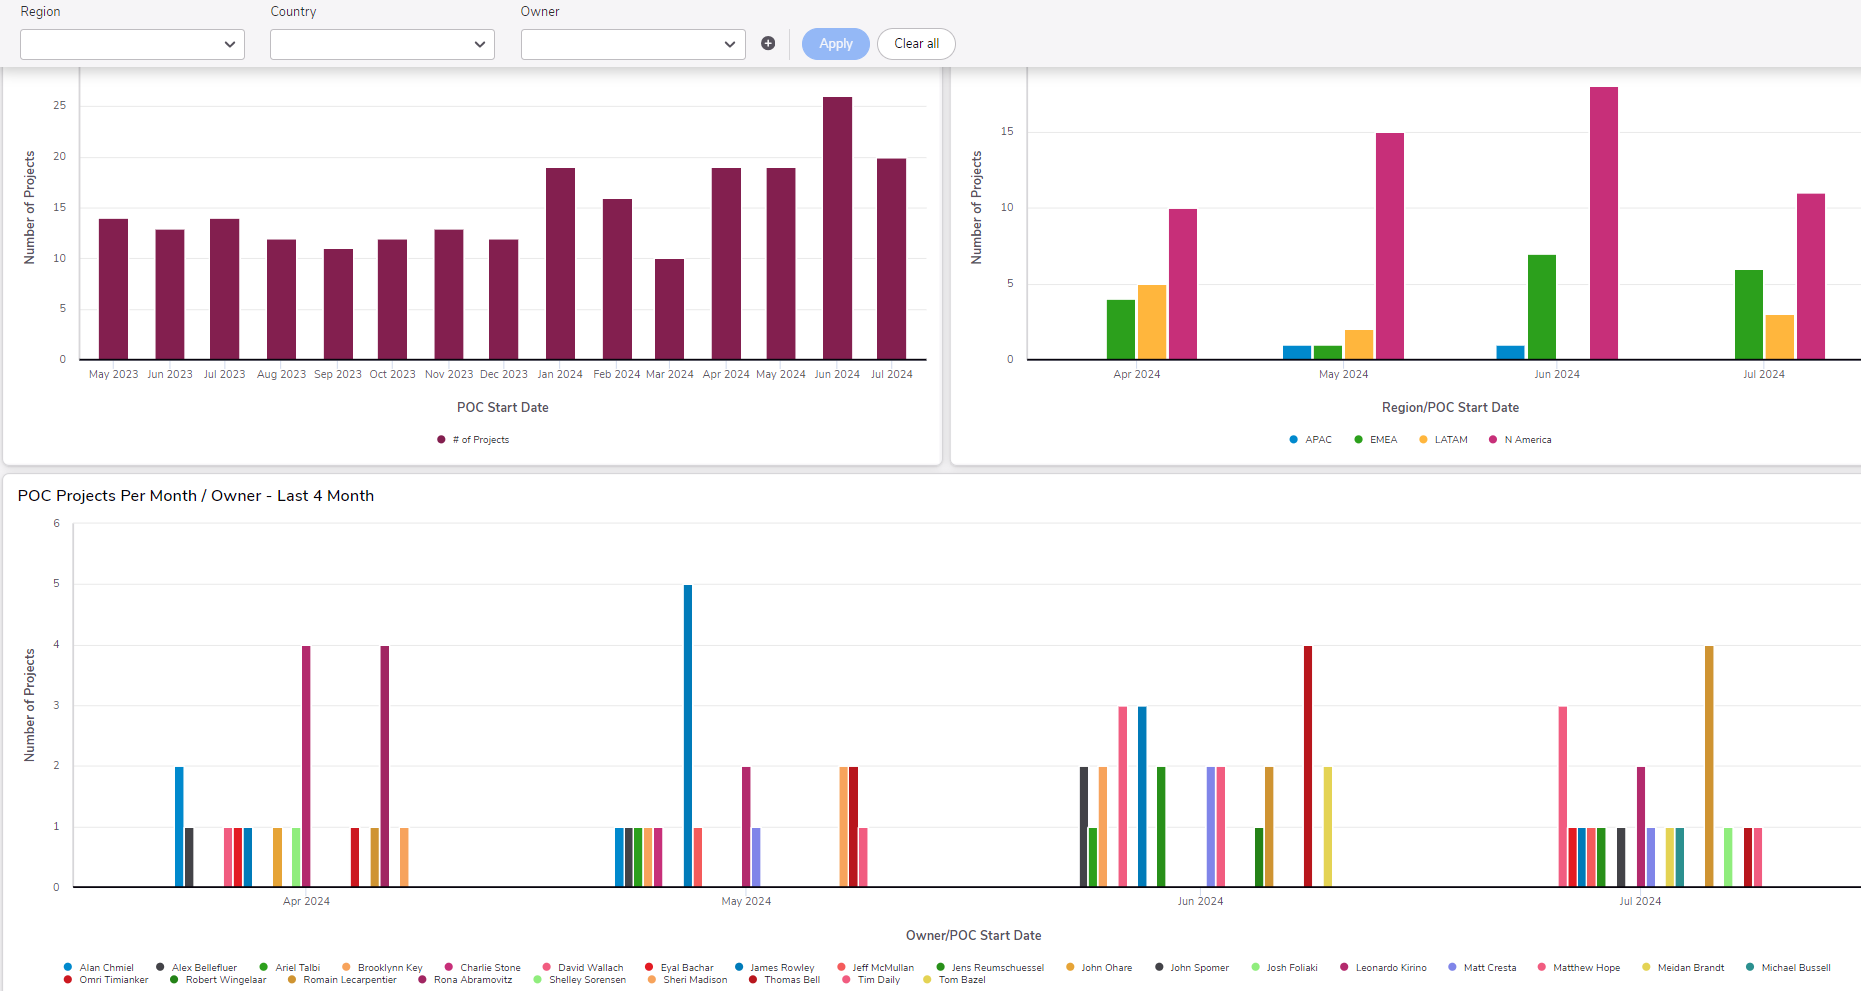 Region Country Owner
Apply Clear all
25
20
15
10
5
0
Number of Projects
May 2023 Jun 2023 Jul 2023 Aug 2023 Sep 2023 Oct 2023 Nov 2023 Dec 2023 Jan 2024 Feb 2024 Mar 2024 Apr 2024 May 2024 Jun 2024 Jul 2024
POC Start Date
# of Projects
15
10
5
0
Number of Projects
Apr 2024 May 2024 Jun 2024 Jul 2024
Region/POC Start Date
APAC EMEA LATAM N America
POC Projects Per Month / Owner - Last 4 Month
6
5
4
3
2
1
0
Number of Projects
Apr 2024 May 2024 Jun 2024 Jul 2024
Owner/POC Start Date
Alan Chmiel Alex Bellefluer Ariel Talbi Brooklynn Key Charlie Stone David Wallach Eyal Bachar James Rowley Jeff McMullan Jens Reumschuessel John Ohare John Spomer Josh Foliaki Leonardo Kirino Matt Cresta Matthew Hope Meidan Brandt Michael Bussell
Omri Timianker Robert Wingelaar Romain Lecarpentier Rona Abramovitz Shelley Sorensen Sheri Madison Thomas Bell Tim Daily Tom Bazel